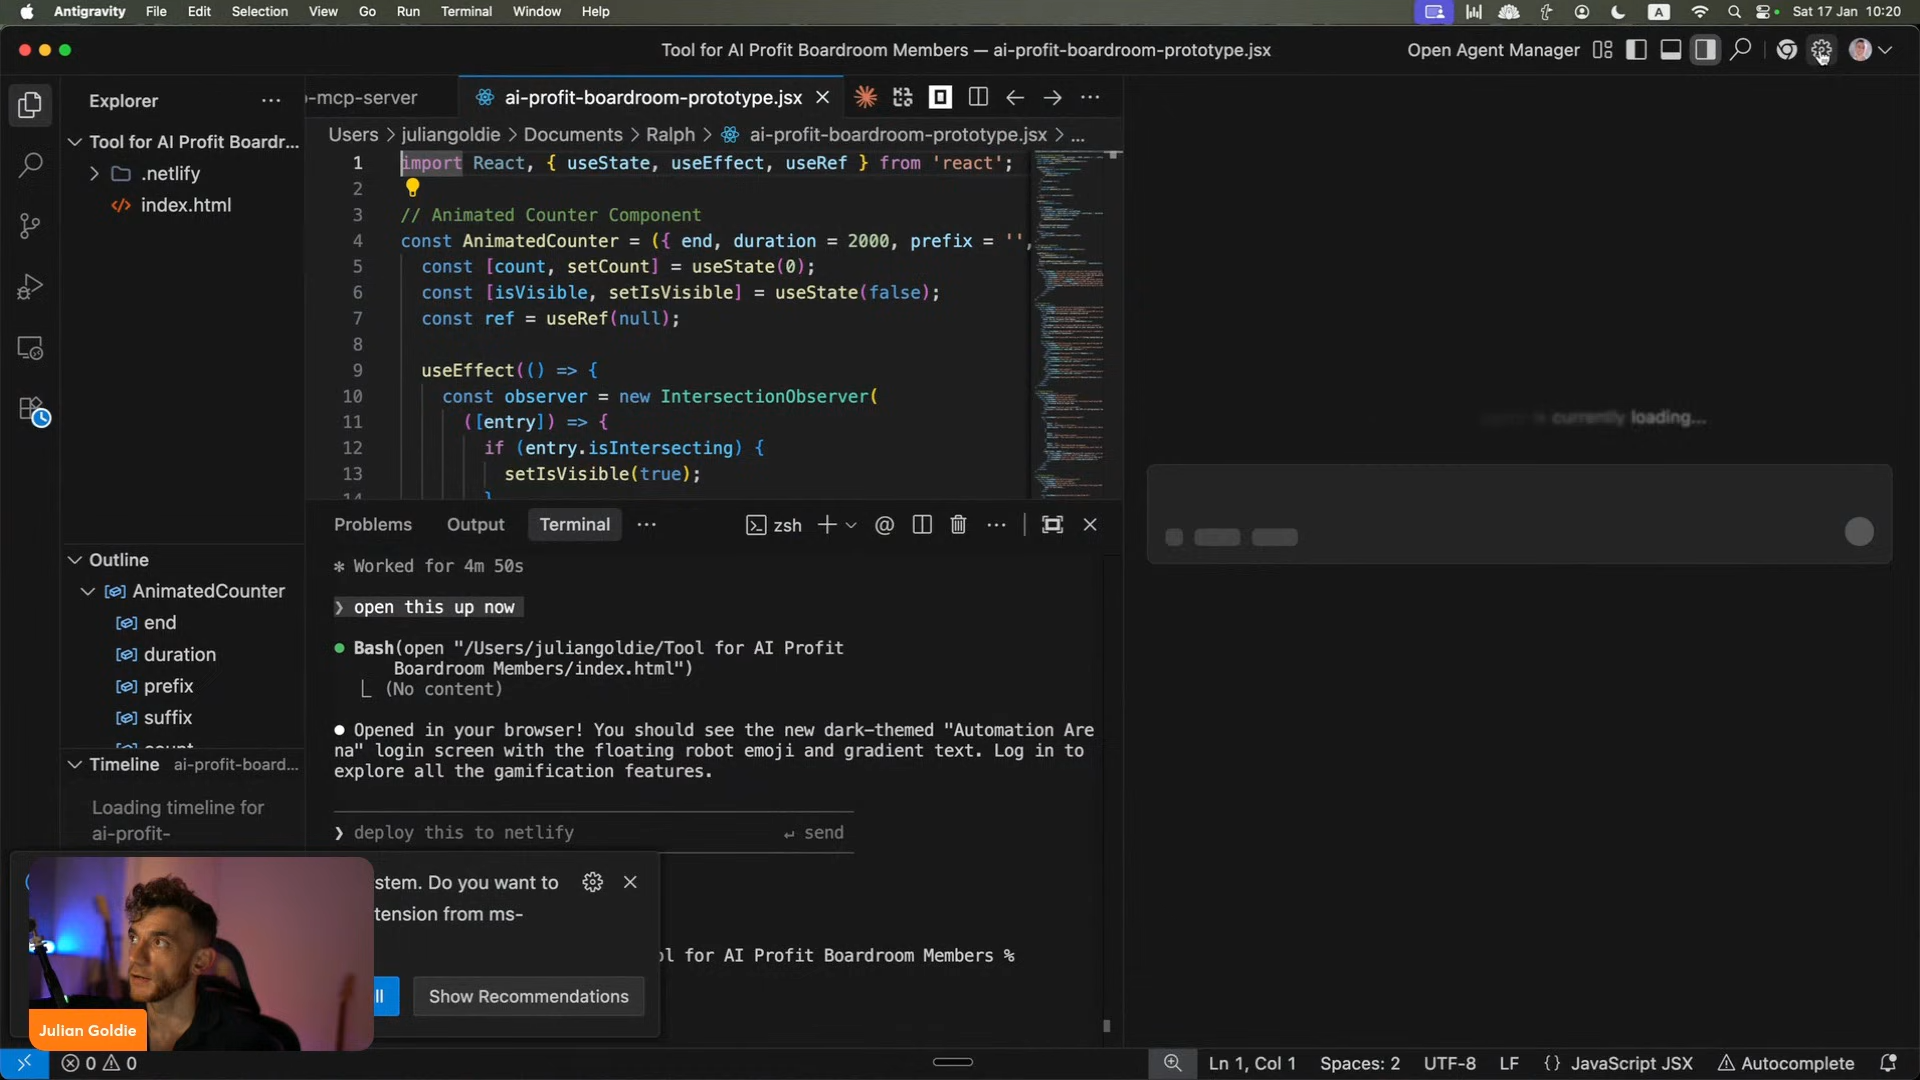 Antigravity File Edit Selection View Go Run Terminal Window Help
A Sat 17 Jan 10:20
Tool for AI Profit Boardroom Members — ai-profit-boardroom-prototype.jsx
Open Agent Manager
Explorer
Tool for AI Profit Boardr...
.netlify
index.html
-mcp-server
ai-profit-boardroom-prototype.jsx
Users > juliangoldie > Documents > Ralph > ai-profit-boardroom-prototype.jsx > ...
1 import React, { useState, useEffect, useRef } from 'react';
2
3 // Animated Counter Component
4 const AnimatedCounter = ({ end, duration = 2000, prefix = '',
5 const [count, setCount] = useState(0);
6 const [isVisible, setIsVisible] = useState(false);
7 const ref = useRef(null);
8
9 useEffect(() => {
10 const observer = new IntersectionObserver(
11 ([entry]) => {
12 if (entry.isIntersecting) {
13 setIsVisible(true);
14 }
currently loading...
Outline
AnimatedCounter
end
duration
prefix
suffix
count
Timeline ai-profit-board...
Loading timeline for
ai-profit-
Problems Output Terminal
zsh
* Worked for 4m 50s
❯ open this up now
Bash(open "/Users/juliangoldie/Tool for AI Profit
Boardroom Members/index.html")
(No content)
Opened in your browser! You should see the new dark-themed "Automation Are
na" login screen with the floating robot emoji and gradient text. Log in to
explore all the gamification features.
❯ deploy this to netlify ↵ send
ol for AI Profit Boardroom Members %
stem. Do you want to
tension from ms-
ll
Show Recommendations
Julian Goldie
0 0
Ln 1, Col 1 Spaces: 2 UTF-8 LF {} JavaScript JSX Autocomplete